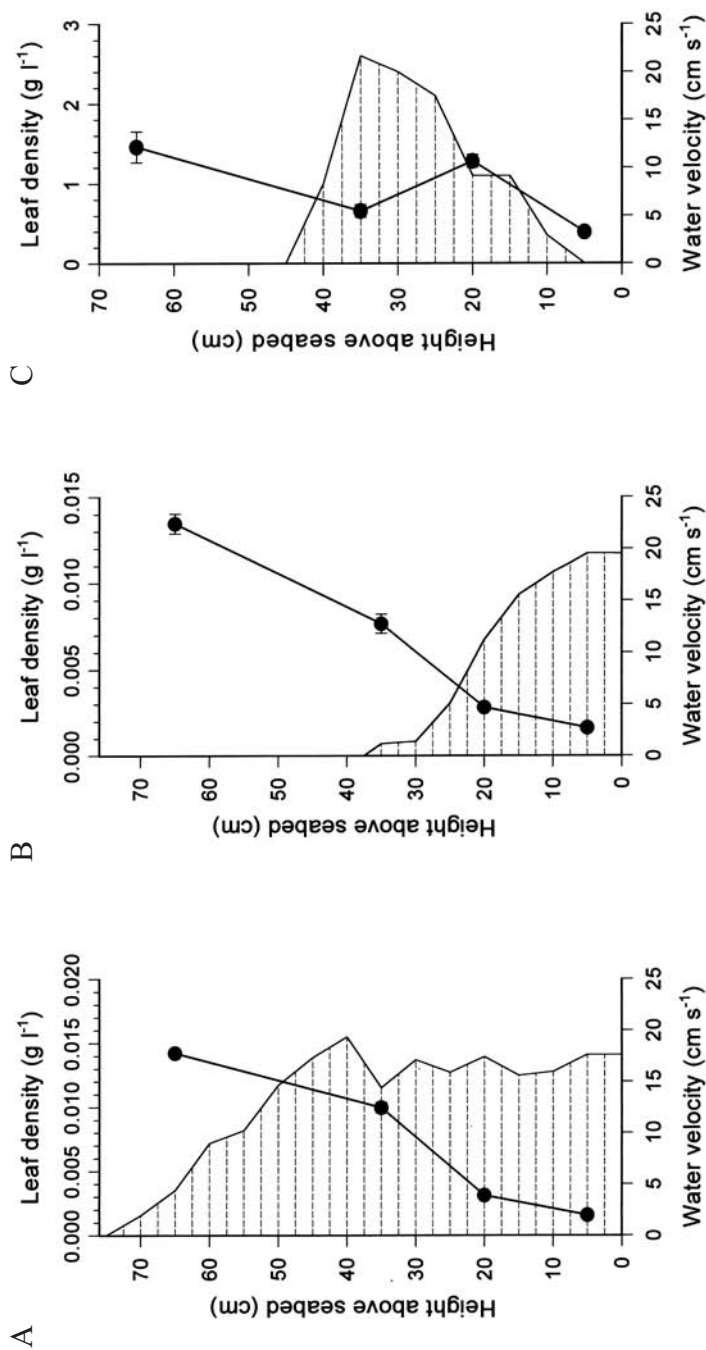 A
Leaf density (g l-1)
0.000 0.005 0.010 0.015 0.020
Height above seabed (cm)
70
60
50
40
30
20
10
0
0 5 10 15 20 25
Water velocity (cm s-1)
B
Leaf density (g l-1)
0.000 0.005 0.010 0.015
Height above seabed (cm)
70
60
50
40
30
20
10
0
0 5 10 15 20 25
Water velocity (cm s-1)
C
Leaf density (g l-1)
0 1 2 3
Height above seabed (cm)
70
60
50
40
30
20
10
0
0 5 10 15 20 25
Water velocity (cm s-1)